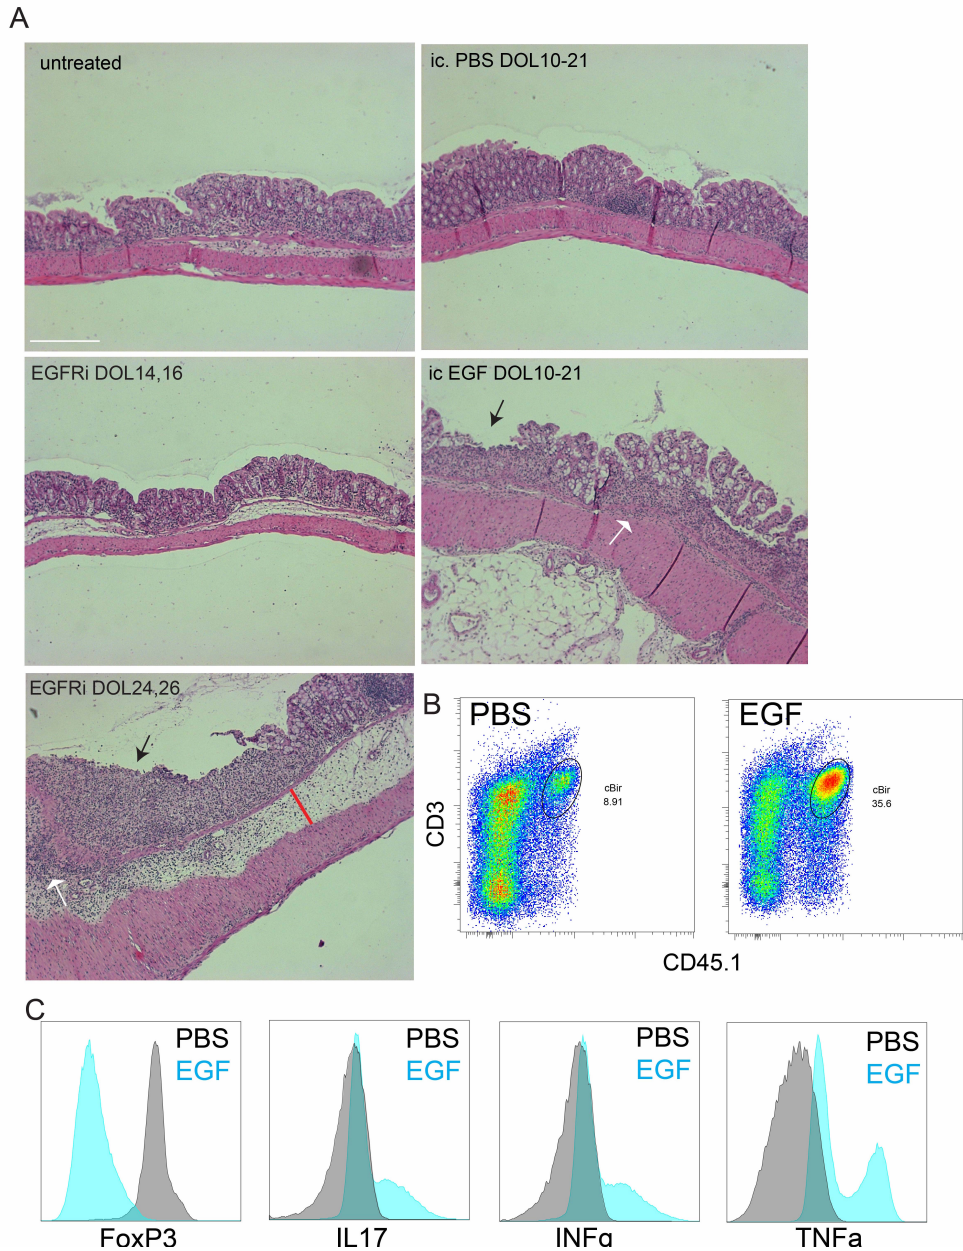 A
untreated
ic. PBS DOL10-21
EGFRi DOL14,16
ic EGF DOL10-21
EGFRi DOL24,26
B
PBS
EGF
cBir
8.91
cBir
35.6
CD3
CD45.1
C
PBS
EGF
PBS
EGF
PBS
EGF
PBS
EGF
FoxP3
IL17
INFg
TNFa